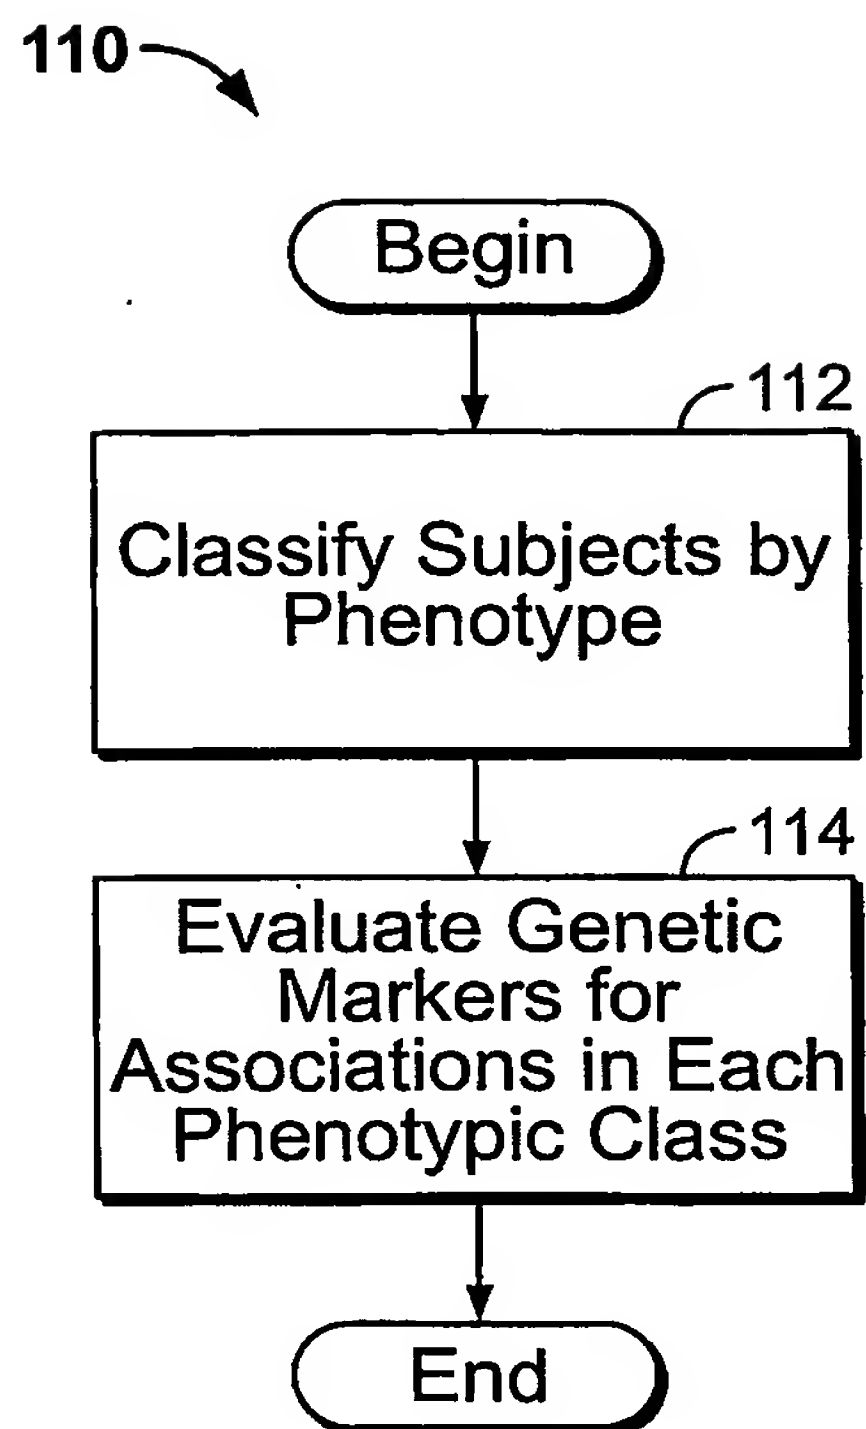 110
Begin
112
Classify Subjects by
Phenotype
114
Evaluate Genetic
Markers for
Associations in Each
Phenotypic Class
End